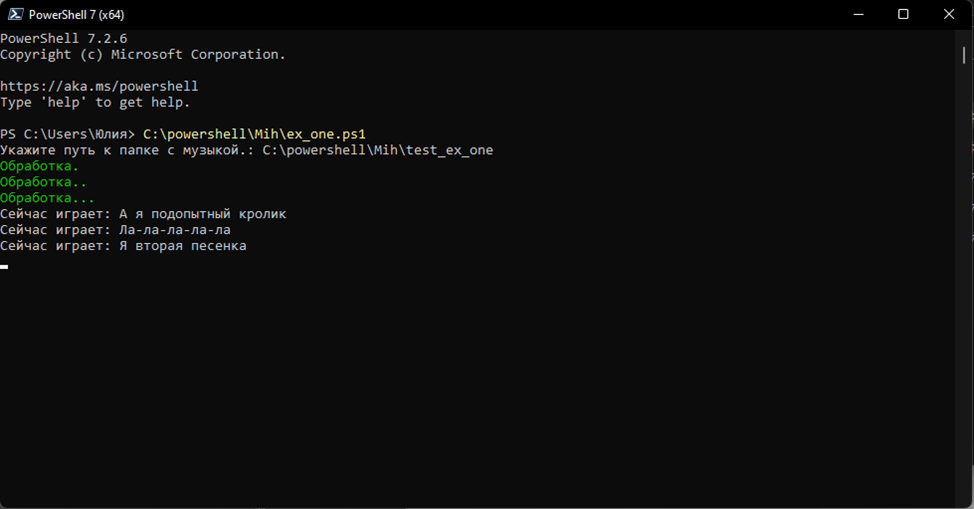 PowerShell 7 (x64)
PowerShell 7.2.6
Copyright (c) Microsoft Corporation.
https://aka.ms/powershell
Type 'help' to get help.
PS C:\Users\Юлия> C:\powershell\Mih\ex_one.ps1
Укажите путь к папке с музыкой.: C:\powershell\Mih\test_ex_one
Обработка.
Обработка..
Обработка...
Сейчас играет: А я подопытный кролик
Сейчас играет: Ла-ла-ла-ла-ла
Сейчас играет: Я вторая песенка